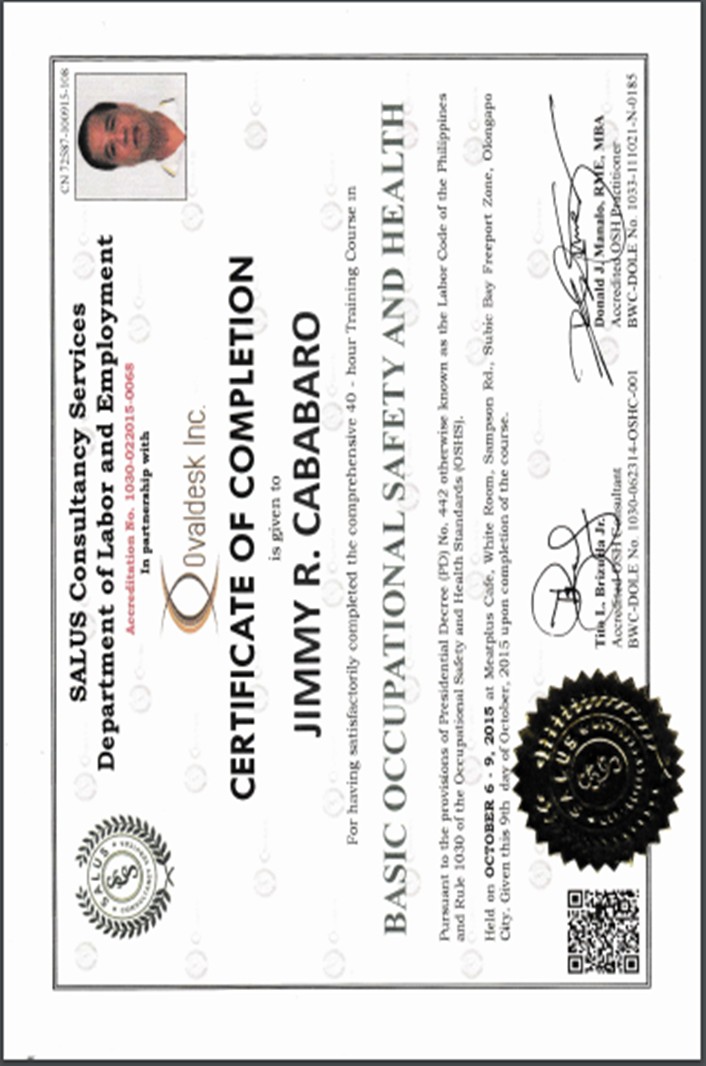 CN 72587-100915-108
SALUS Consultancy Services
Department of Labor and Employment
Accreditation No. 1030-022015-0068
In partnership with
Ovaldesk Inc.
CERTIFICATE OF COMPLETION
is given to
JIMMY R. CABABARO
For having satisfactorily completed the comprehensive 40 - hour Training Course in
BASIC OCCUPATIONAL SAFETY AND HEALTH
Pursuant to the provisions of Presidential Decree (PD) No. 442 otherwise known as the Labor Code of the Philippines
and Rule 1030 of the Occupational Safety and Health Standards (OSHS).
Held on OCTOBER 6 - 9, 2015 at Meatplus Cafe, White Room, Sampson Rd., Subic Bay Freeport Zone, Olongapo
City. Given this 9th day of October, 2015 upon completion of the course.
Tito L. Brizuela Jr.
Accredited OSH Consultant
BWC-DOLE No. 1030-062314-OSHC-001
Donald J. Manalo, RME, MBA
Accredited OSH Practitioner
BWC-DOLE No. 1033-111021-N-0185
SALUS
SALUS